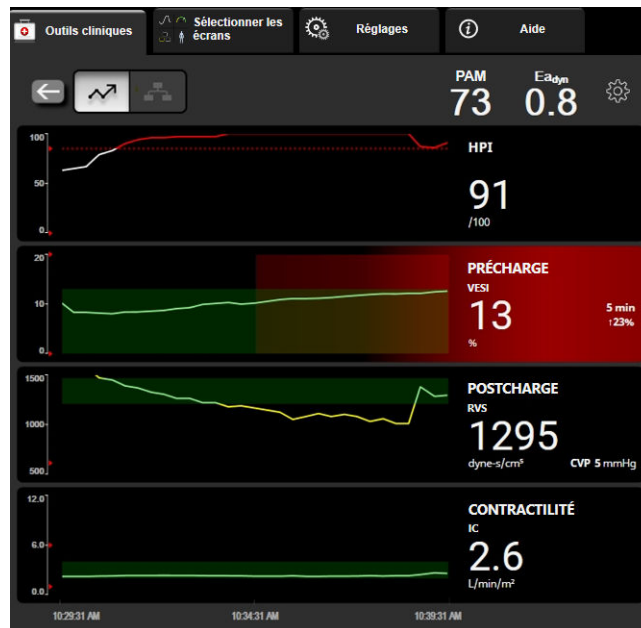 Outils cliniques
Sélectionner les
écrans
Réglages
Aide
PAM
73
Eadyn
0.8
100
50
0
HPI
91
/100
20
10
0
PRÉCHARGE
VESI
13
%
5 min
↑23%
1500
1000
500
POSTCHARGE
RVS
1295
dyne-s/cm⁵
CVP 5 mmHg
12.0
6.0
0.0
CONTRACTILITÉ
IC
2.6
L/min/m²
10:29:31 AM
10:34:31 AM
10:39:31 AM